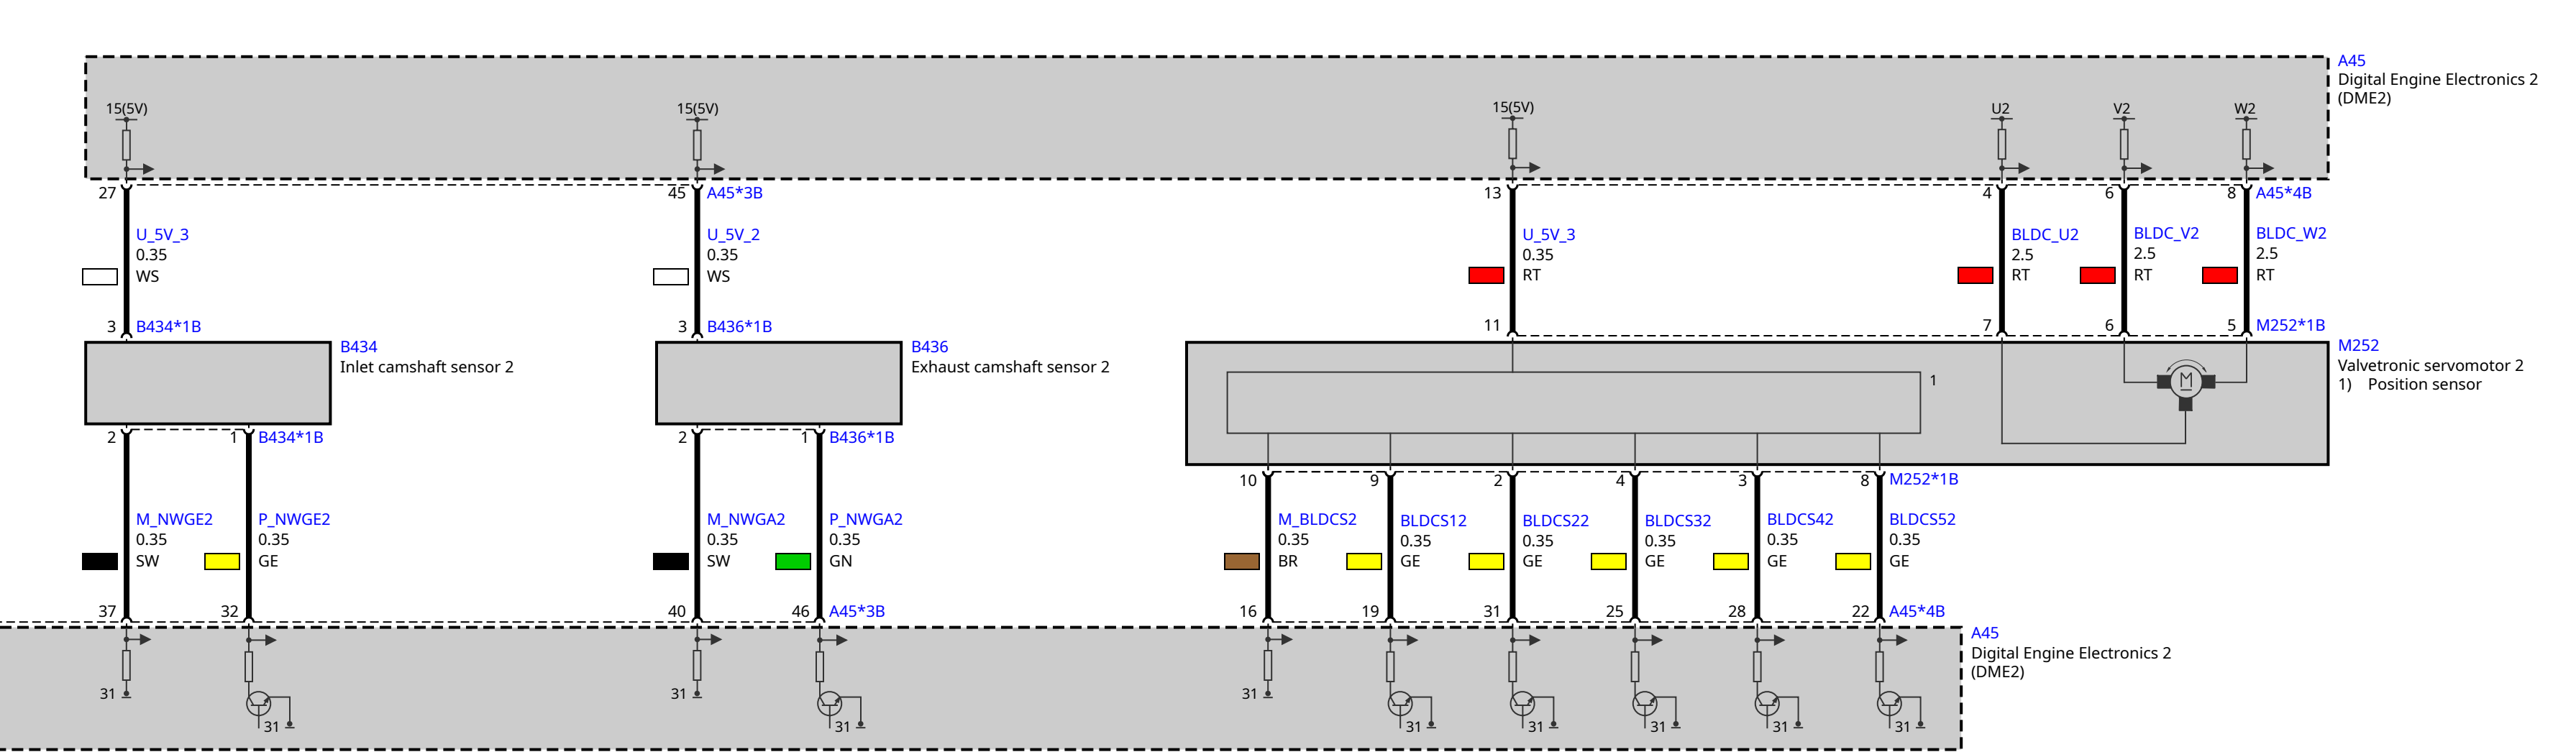 A45
Digital Engine Electronics 2
(DME2)
15(5V)
15(5V)
15(5V)
U2
V2
W2
27
45
A45*3B
13
4
6
8
A45*4B
U_5V_3
0.35
WS
U_5V_2
0.35
WS
U_5V_3
0.35
RT
BLDC_U2
2.5
RT
BLDC_V2
2.5
RT
BLDC_W2
2.5
RT
3
B434*1B
3
B436*1B
11
7
6
5
M252*1B
B434
Inlet camshaft sensor 2
B436
Exhaust camshaft sensor 2
M252
Valvetronic servomotor 2
1) Position sensor
1
M
2
1
B434*1B
2
1
B436*1B
10
9
2
4
3
8
M252*1B
M_NWGE2
0.35
SW
P_NWGE2
0.35
GE
M_NWGA2
0.35
SW
P_NWGA2
0.35
GN
M_BLDCS2
0.35
BR
BLDCS12
0.35
GE
BLDCS22
0.35
GE
BLDCS32
0.35
GE
BLDCS42
0.35
GE
BLDCS52
0.35
GE
37
32
40
46
A45*3B
16
19
31
25
28
22
A45*4B
A45
Digital Engine Electronics 2
(DME2)
31
31
31
31
31
31
31
31
31
31